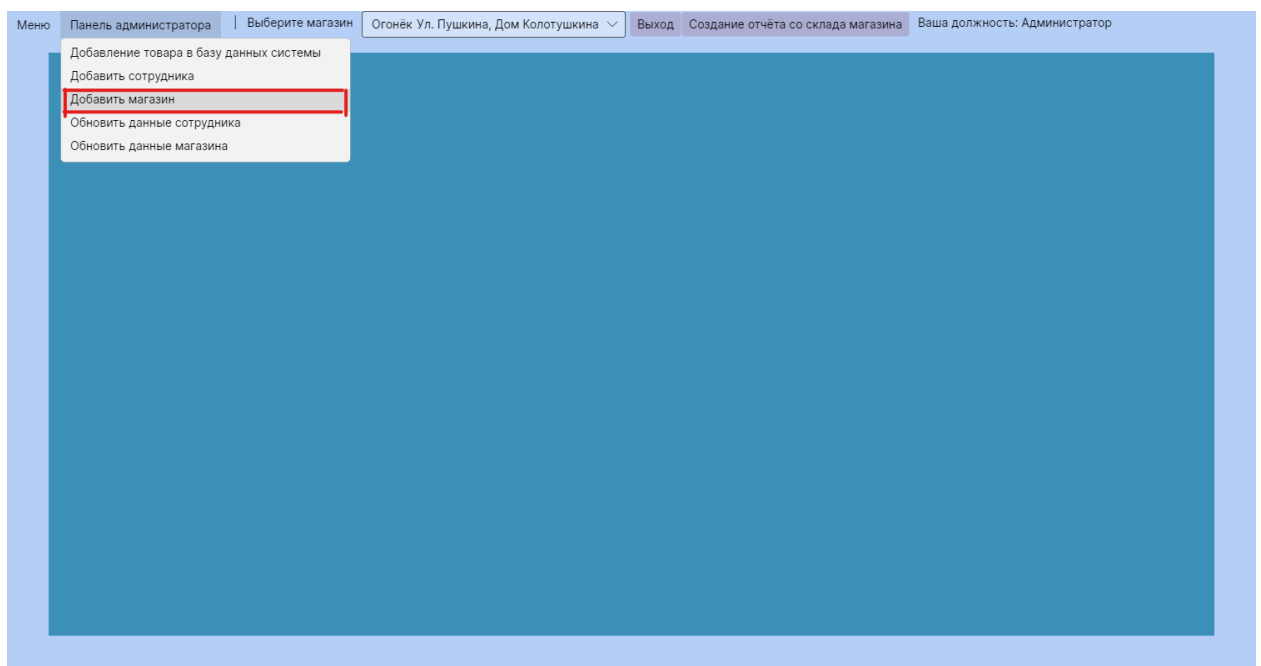 Меню Панель администратора | Выберите магазин Огонёк Ул. Пушкина, Дом Колотушкина Выход Создание отчёта со склада магазина Ваша должность: Администратор
Добавление товара в базу данных системы
Добавить сотрудника
Добавить магазин
Обновить данные сотрудника
Обновить данные магазина